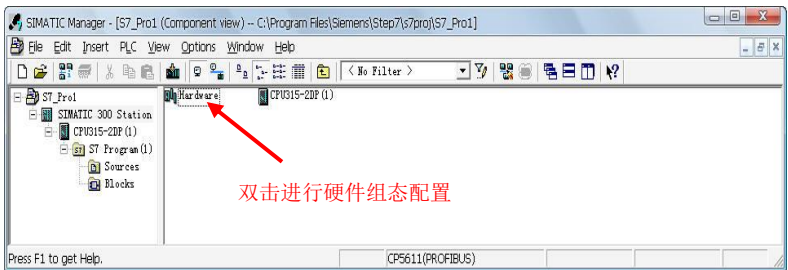 SIMATIC Manager - [S7_Pro1 (Component view) -- C:\Program Files\Siemens\Step7\s7proj\S7_Pro1]
File Edit Insert PLC View Options Window Help
< No Filter >
S7_Pro1
SIMATIC 300 Station
CPU315-2DP(1)
S7 Program(1)
Sources
Blocks
Hardware CPU315-2DP(1)
双击进行硬件组态配置
Press F1 to get Help. CP5611(PROFIBUS)